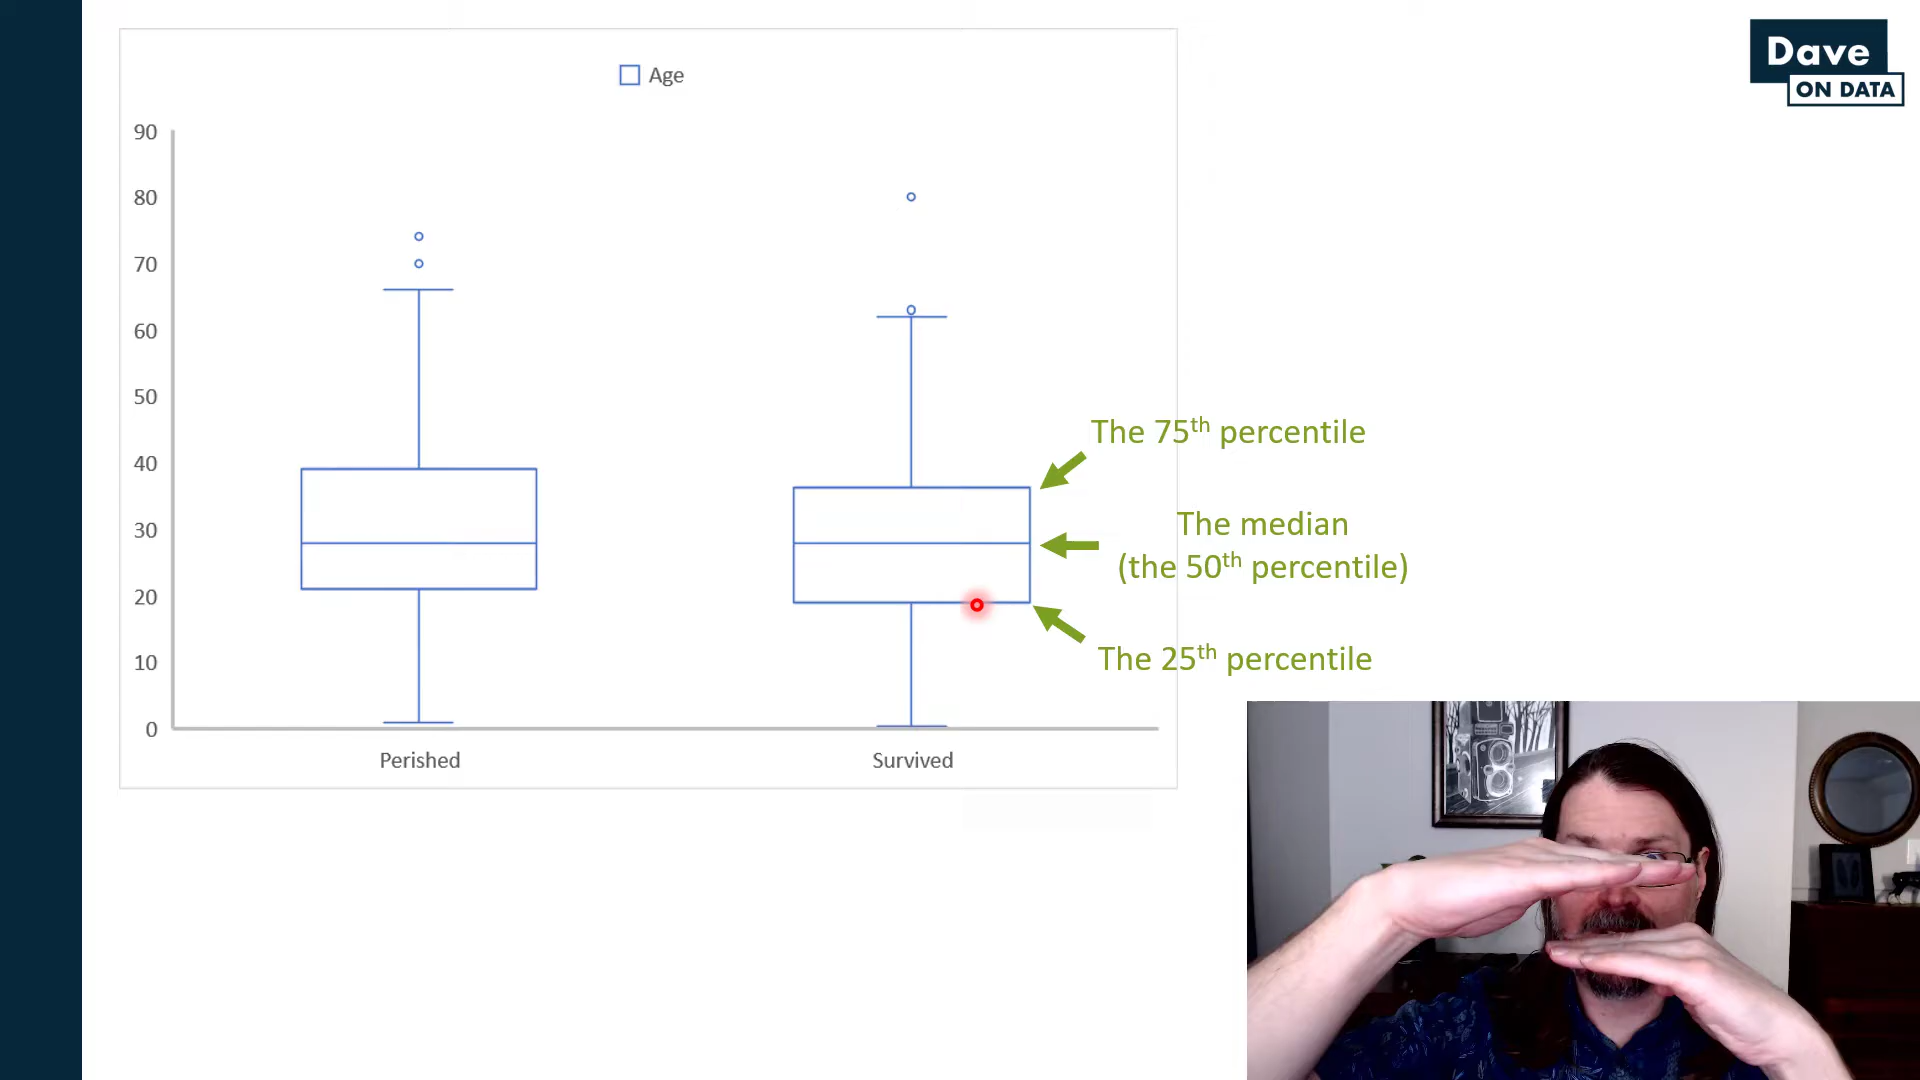 Dave
ON DATA
Age
90
80
70
60
50
40
30
20
10
0
Perished
Survived
The 75th percentile
The median
(the 50th percentile)
The 25th percentile